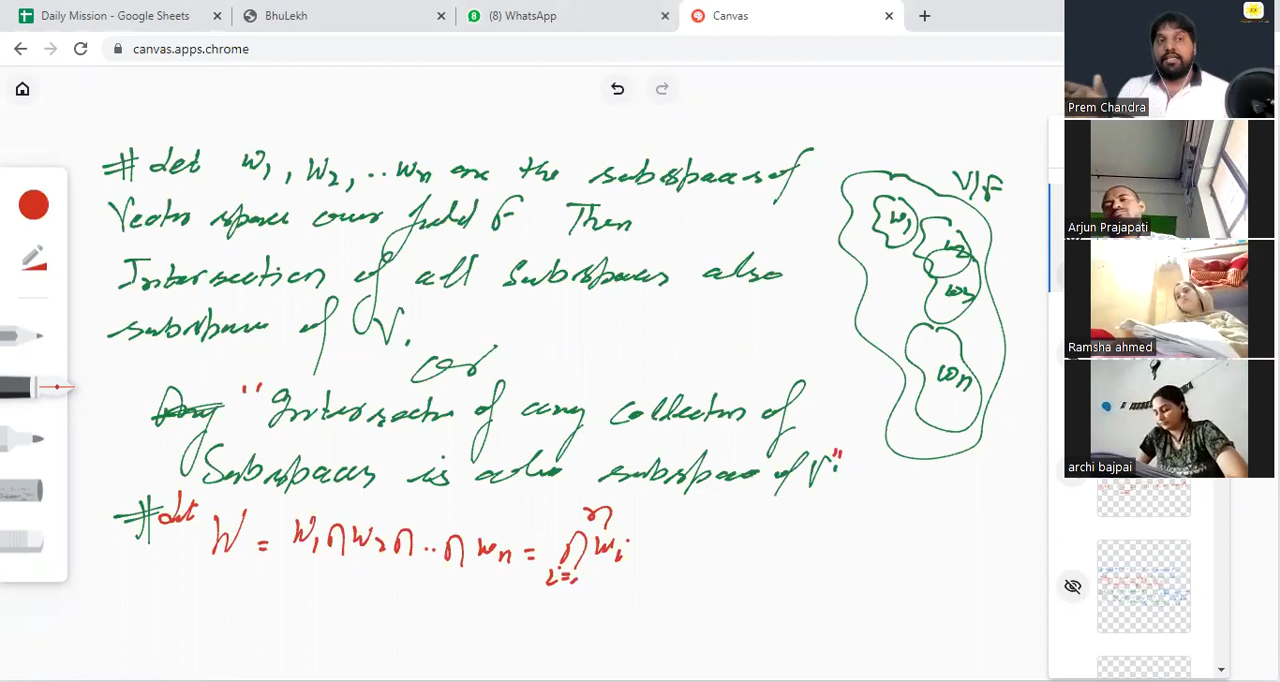 Daily Mission - Google Sheets
BhuLekh
(8) WhatsApp
Canvas
canvas.apps.chrome
Prem Chandra
Arjun Prajapati
Ramsha ahmed
archi bajpai
# Let W1, W2, .. Wn are the subspaces of
Vector space over field F Then
Intersection of all subspaces also
subspace of V.
or
Any "Intersection of any collection of
Subspaces is also subspace of V."
# Let W = W1 ∩ W2 ∩ .. ∩ Wn = n ∩ i=1 Wi
V/F
W1
W2
W3
Wn